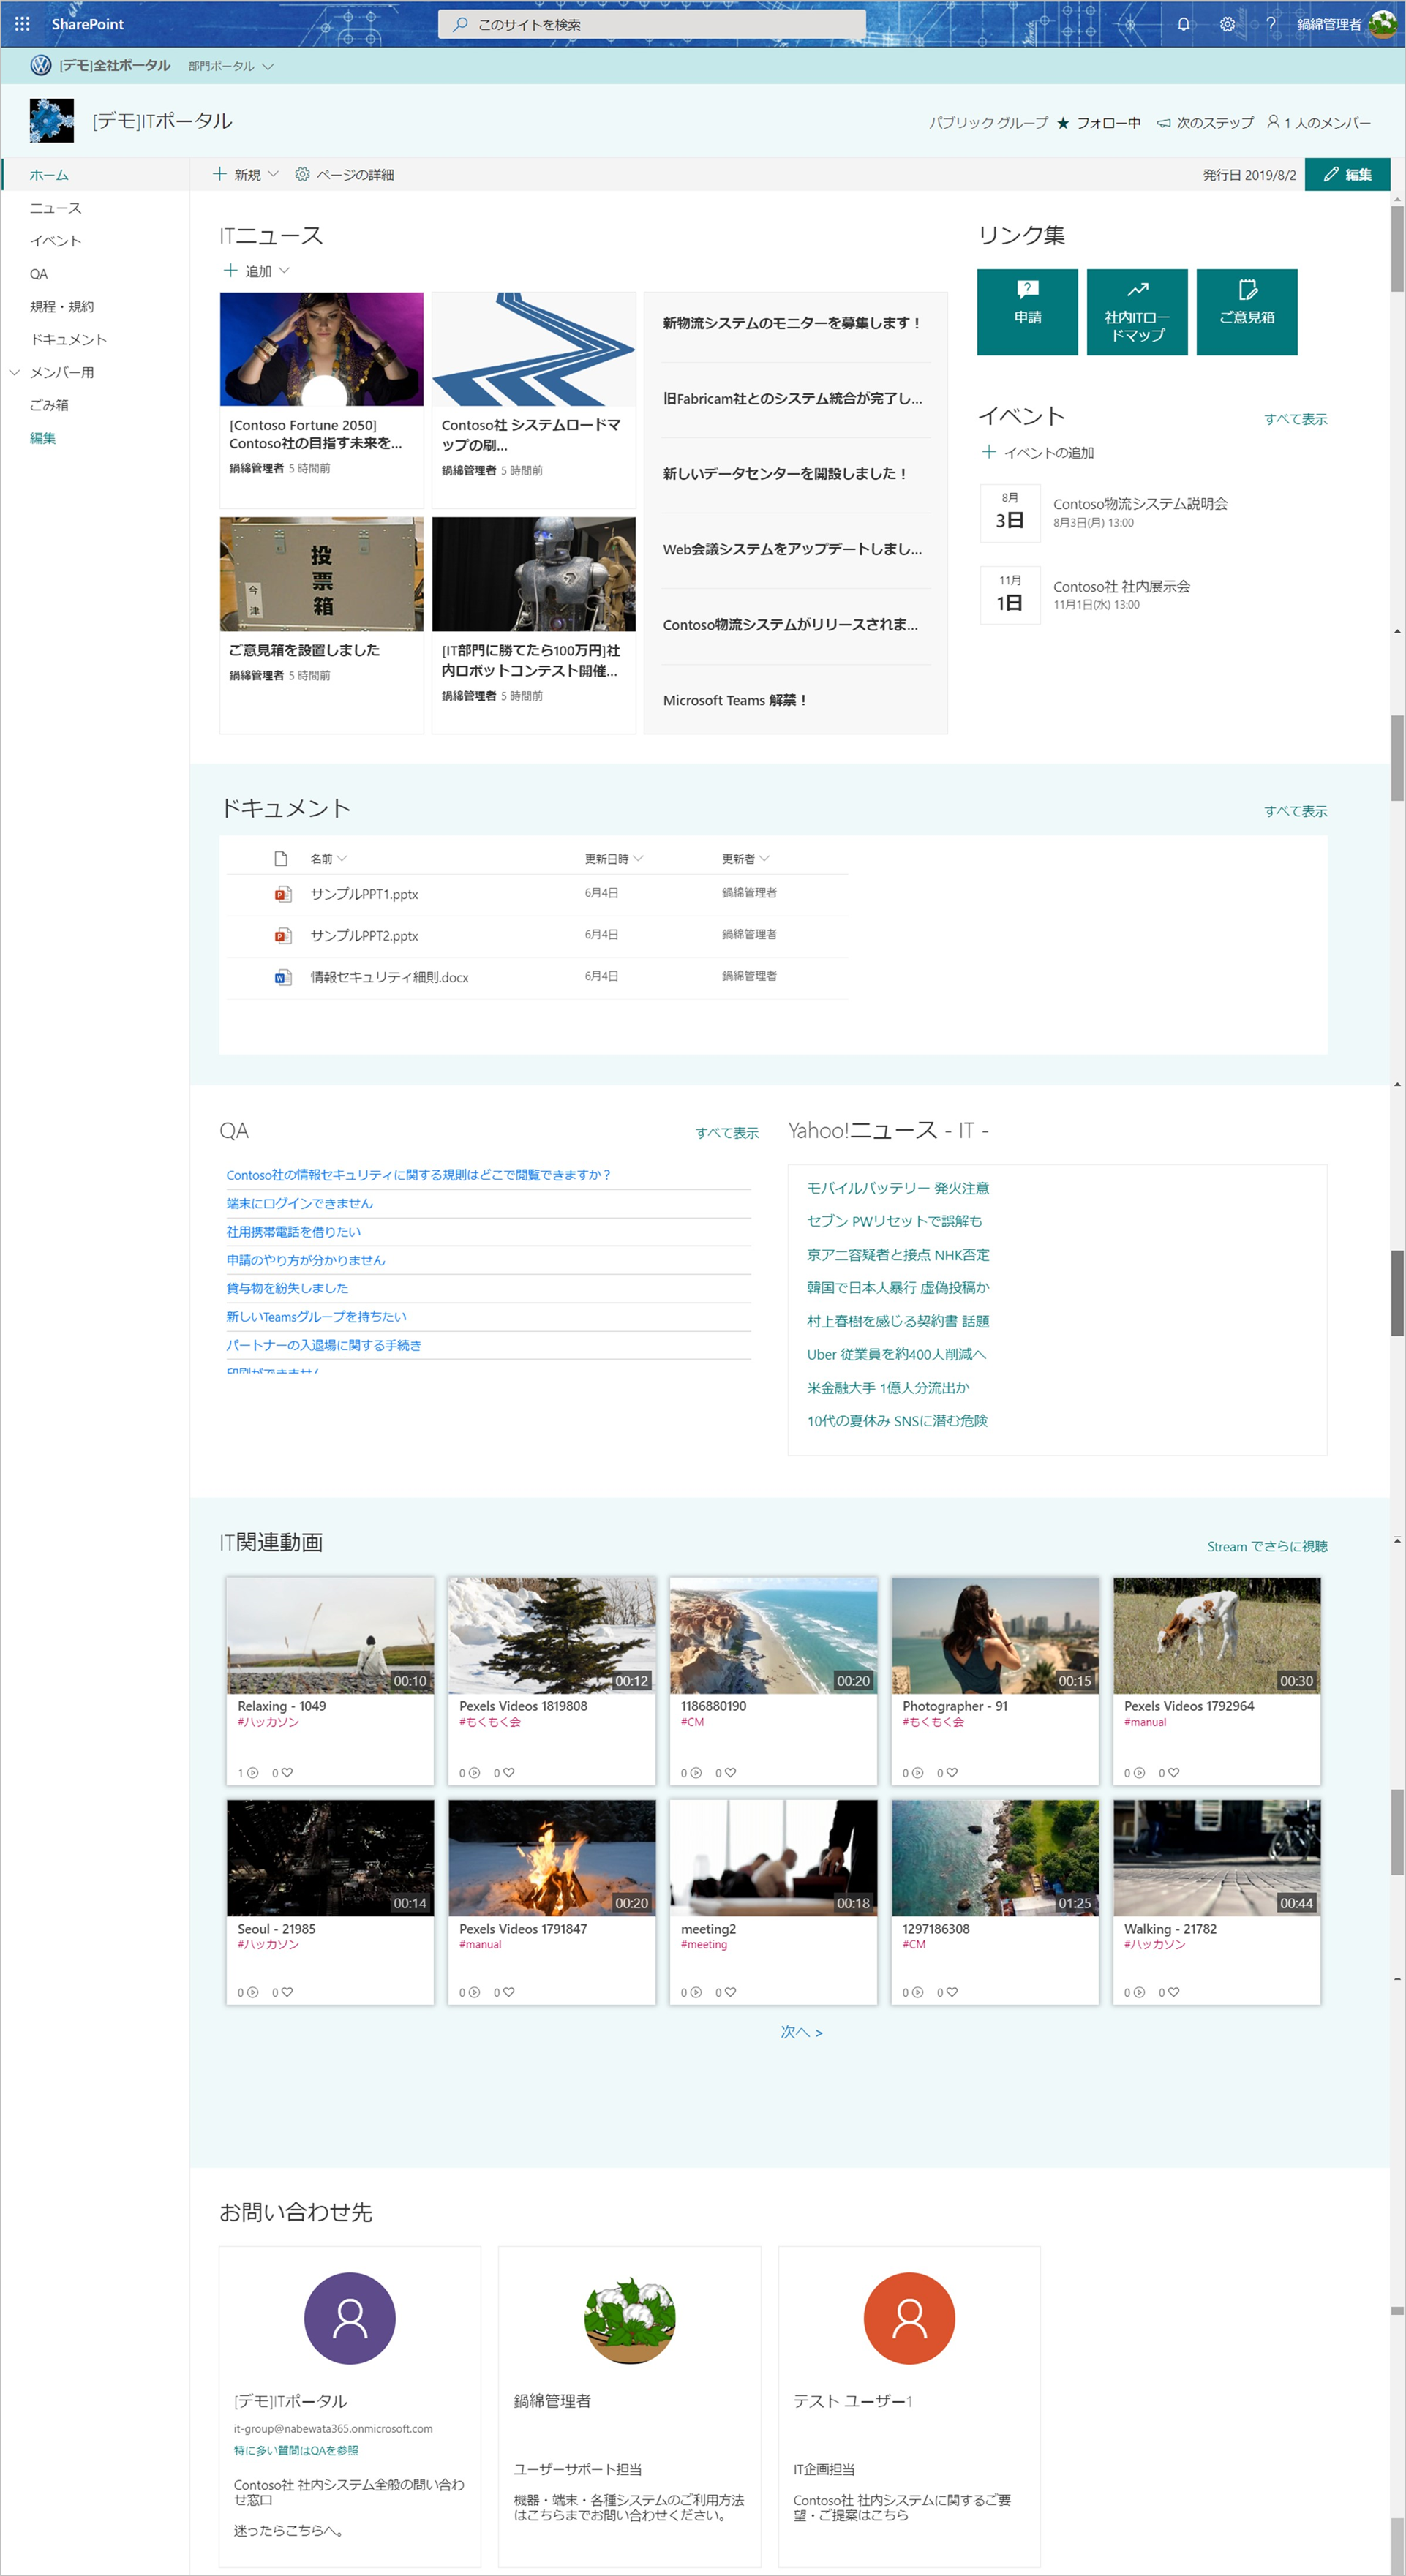 SharePoint
このサイトを検索
鍋綿管理者
[デモ]全社ポータル
部門ポータル
[デモ]ITポータル
パブリック グループ
フォロー中
次のステップ
1 人のメンバー
ホーム
ニュース
イベント
QA
規程・規約
ドキュメント
メンバー用
ごみ箱
編集
新規
ページの詳細
発行日 2019/8/2
編集
ITニュース
追加
[Contoso Fortune 2050]
Contoso社の目指す未来を...
鍋綿管理者 5 時間前
Contoso社 システムロードマ
ップの刷...
鍋綿管理者 5 時間前
投票箱
今津
ご意見箱を設置しました
鍋綿管理者 5 時間前
[IT部門に勝てたら100万円]社
内ロボットコンテスト開催...
鍋綿管理者 5 時間前
新物流システムのモニターを募集します！
旧Fabricam社とのシステム統合が完了し...
新しいデータセンターを開設しました！
Web会議システムをアップデートしまし...
Contoso物流システムがリリースされま...
Microsoft Teams 解禁！
リンク集
申請
社内ITロー
ドマップ
ご意見箱
イベント
すべて表示
イベントの追加
8月
3日
Contoso物流システム説明会
8月3日(月) 13:00
11月
1日
Contoso社 社内展示会
11月1日(水) 13:00
ドキュメント
すべて表示
名前
更新日時
更新者
サンプルPPT1.pptx
6月4日
鍋綿管理者
サンプルPPT2.pptx
6月4日
鍋綿管理者
情報セキュリティ細則.docx
6月4日
鍋綿管理者
QA
すべて表示
Contoso社の情報セキュリティに関する規則はどこで閲覧できますか？
端末にログインできません
社用携帯電話を借りたい
申請のやり方が分かりません
貸与物を紛失しました
新しいTeamsグループを持ちたい
パートナーの入退場に関する手続き
印刷ができません
Yahoo!ニュース - IT -
モバイルバッテリー 発火注意
セブン PWリセットで誤解も
京アニ容疑者と接点 NHK否定
韓国で日本人暴行 虚偽投稿か
村上春樹を感じる契約書 話題
Uber 従業員を約400人削減へ
米金融大手 1億人分流出か
10代の夏休み SNSに潜む危険
IT関連動画
Stream でさらに視聴
00:10
Relaxing - 1049
#ハッカソン
1
0
00:12
Pexels Videos 1819808
#もくもく会
0
0
00:20
1186880190
#CM
0
0
00:15
Photographer - 91
#もくもく会
0
0
00:30
Pexels Videos 1792964
#manual
0
0
00:14
Seoul - 21985
#ハッカソン
0
0
00:20
Pexels Videos 1791847
#manual
0
0
00:18
meeting2
#meeting
0
0
01:25
1297186308
#CM
0
0
00:44
Walking - 21782
#ハッカソン
0
0
次へ >
お問い合わせ先
[デモ]ITポータル
it-group@nabewata365.onmicrosoft.com
特に多い質問はQAを参照
Contoso社 社内システム全般の問い合わ
せ窓口
迷ったらこちらへ。
鍋綿管理者
ユーザーサポート担当
機器・端末・各種システムのご利用方法
はこちらまでお問い合わせください。
テスト ユーザー1
IT企画担当
Contoso社 社内システムに関するご要
望・ご提案はこちら